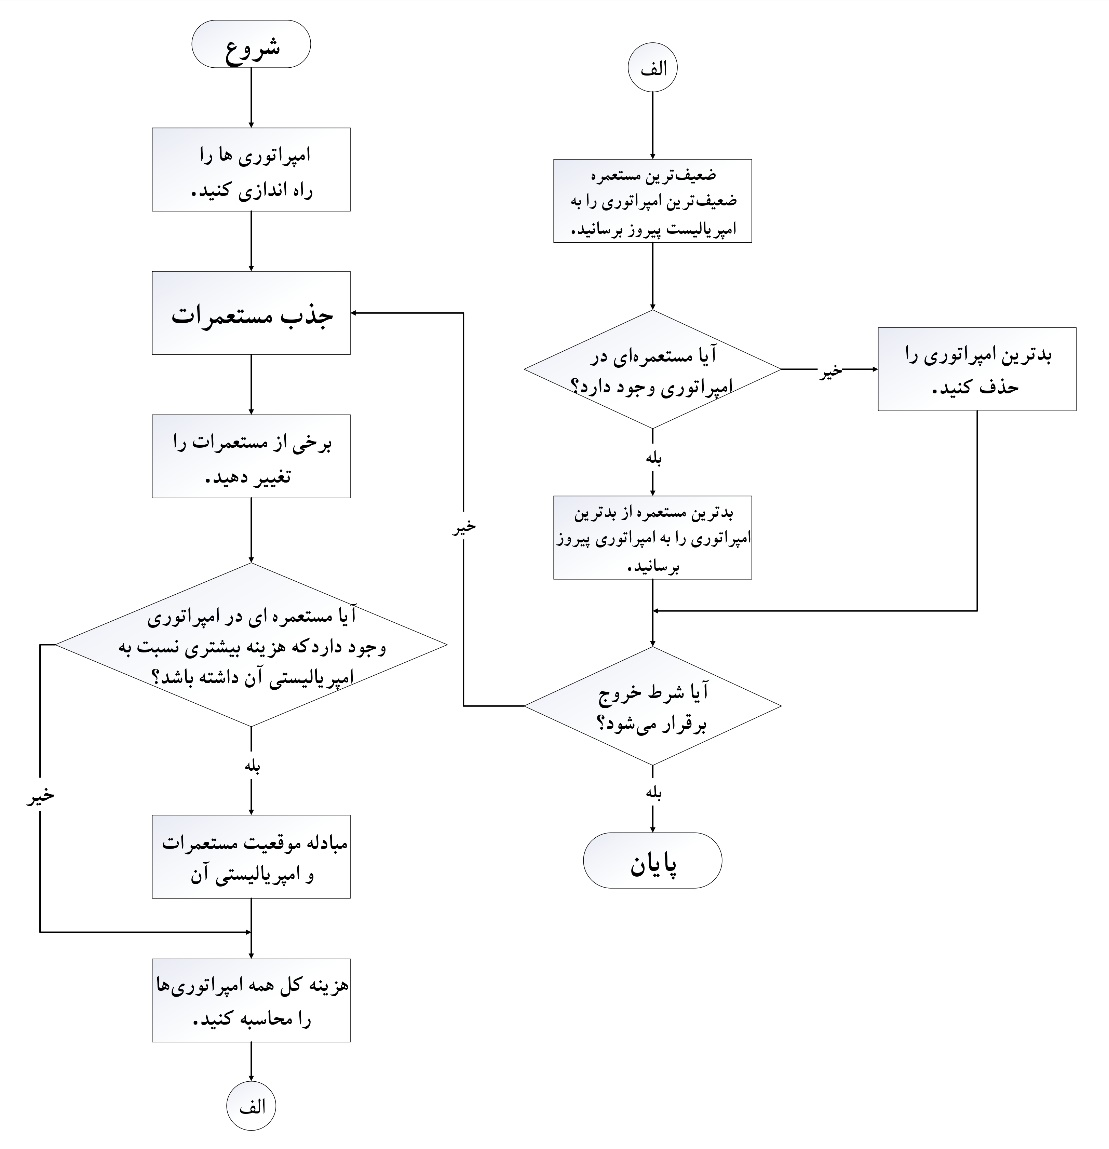 شروع
امپراتوری ها را
راه اندازی کنید.
جذب مستعمرات
برخی از مستعمرات را
تغییر دهید.
آیا مستعمره ای در امپراتوری
وجود داردکه هزینه بیشتری نسبت به
امپریالیستی آن داشته باشد؟
خیر
بله
مبادله موقعیت مستعمرات
و امپریالیستی آن
هزینه کل همه امپراتوری‌ها
را محاسبه کنید.
الف
الف
ضعیف‌ترین مستعمره
ضعیف‌ترین امپراتوری را به
امپریالیست پیروز برسانید.
آیا مستعمره‌ای در
امپراتوری وجود دارد؟
خیر
بدترین امپراتوری را
حذف کنید.
بله
بدترین مستعمره از بدترین
امپراتوری را به امپراتوری پیروز
برسانید.
آیا شرط خروج
برقرار می‌شود؟
خیر
بله
پایان